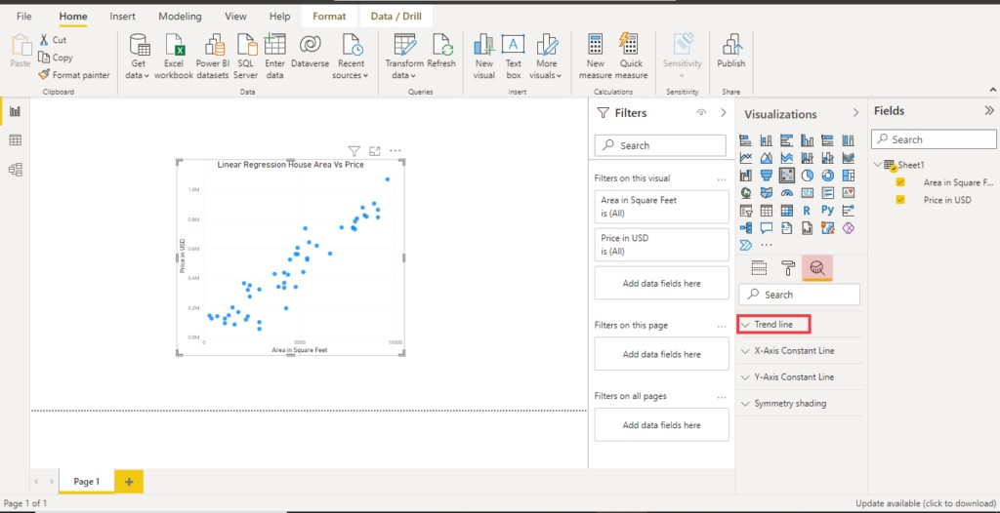 File Home Insert Modeling View Help Format Data / Drill
Paste
Cut
Copy
Format painter
Clipboard
Get data
Excel workbook
Power BI datasets
SQL Server
Enter data
Dataverse
Recent sources
Data
Transform data
Refresh
Queries
New visual
Text box
More visuals
Insert
New measure
Quick measure
Calculations
Sensitivity
Sensitivity
Publish
Share
Linear Regression House Area Vs Price
Price in USD
1.0M
0.8M
0.6M
0.4M
0.2M
0.0M
0 5000 10000
Area in Square Feet
Filters
Search
Filters on this visual ...
Area in Square Feet
is (All)
Price in USD
is (All)
Add data fields here
Filters on this page ...
Add data fields here
Filters on all pages ...
Add data fields here
Visualizations
R Py
...
Search
Trend line
X-Axis Constant Line
Y-Axis Constant Line
Symmetry shading
Fields
Search
Sheet1
Area in Square F...
Price in USD
Page 1 +
Page 1 of 1
Update available (click to download)